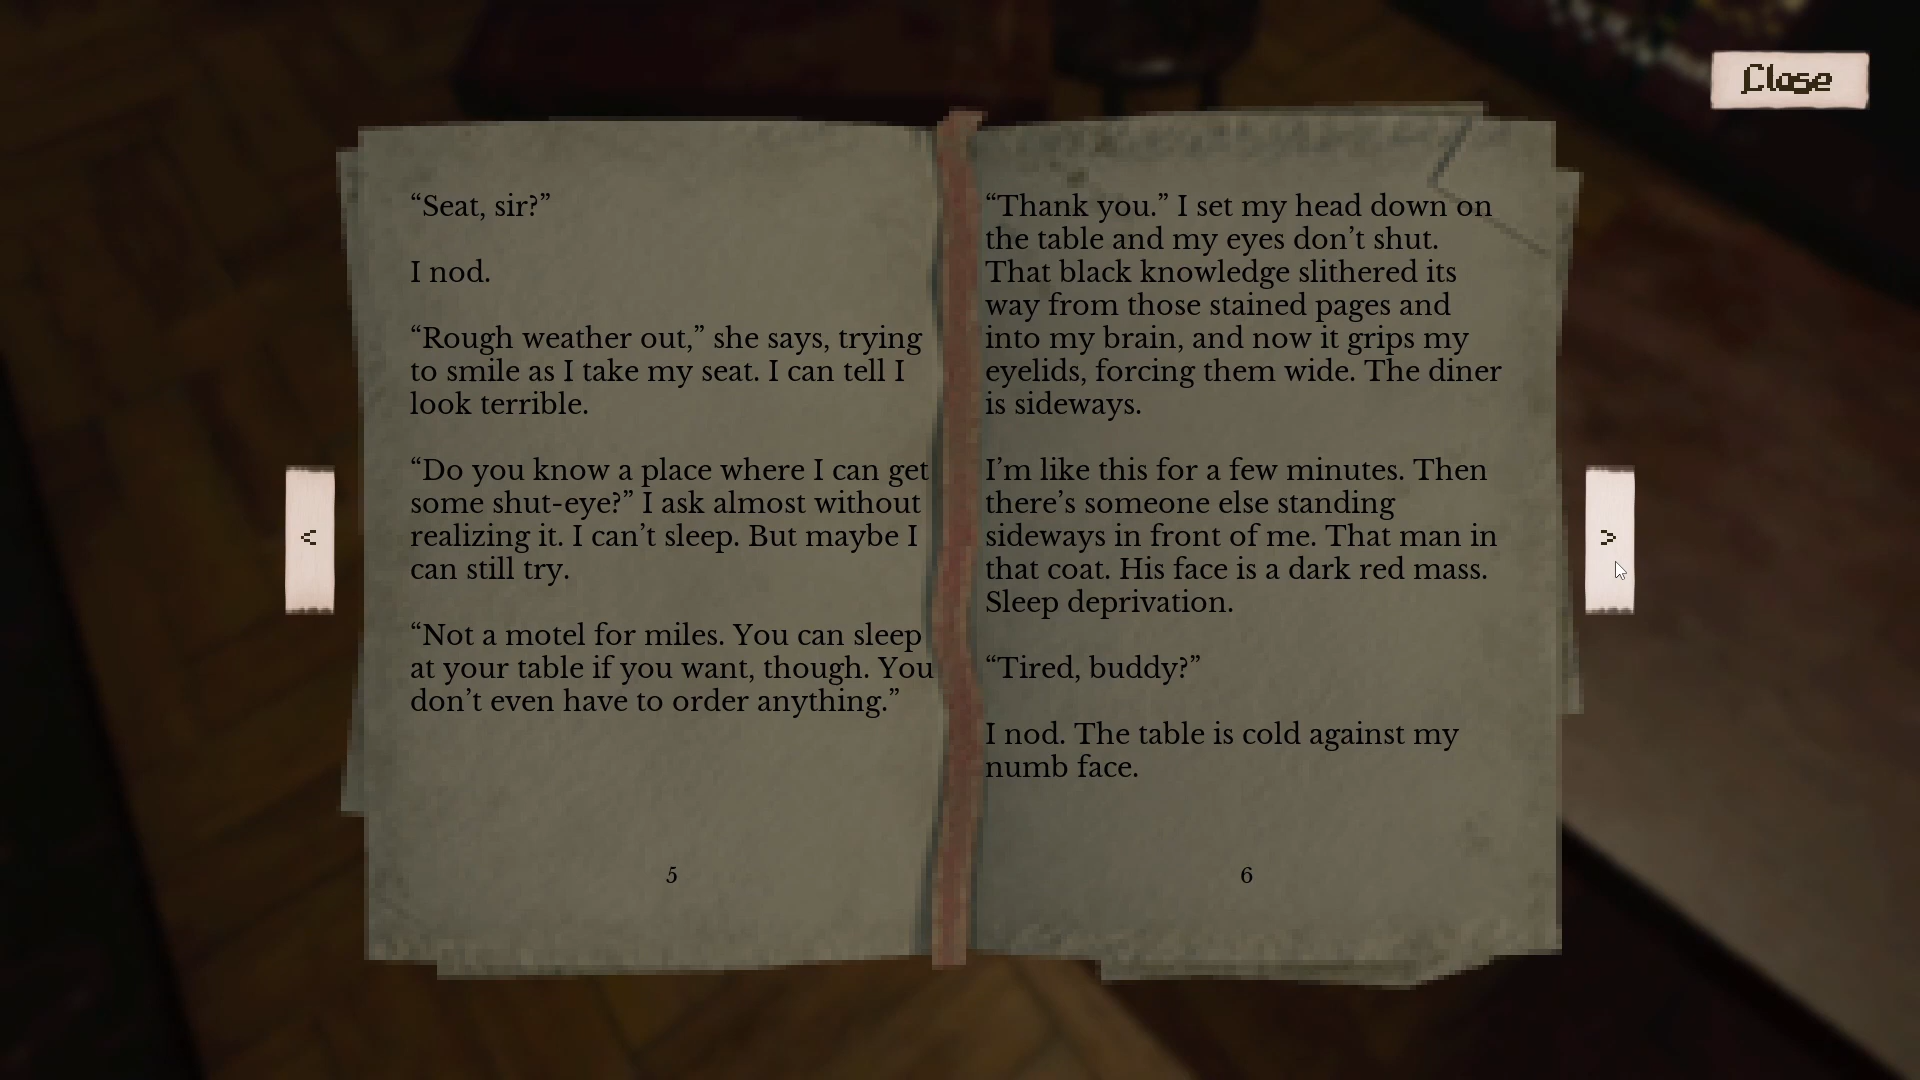 Close
“Seat, sir?”
I nod.
“Rough weather out,” she says, trying
to smile as I take my seat. I can tell I
look terrible.
“Do you know a place where I can get
some shut-eye?” I ask almost without
realizing it. I can’t sleep. But maybe I
can still try.
“Not a motel for miles. You can sleep
at your table if you want, though. You
don’t even have to order anything.”
5
“Thank you.” I set my head down on
the table and my eyes don’t shut.
That black knowledge slithered its
way from those stained pages and
into my brain, and now it grips my
eyelids, forcing them wide. The diner
is sideways.
I’m like this for a few minutes. Then
there’s someone else standing
sideways in front of me. That man in
that coat. His face is a dark red mass.
Sleep deprivation.
“Tired, buddy?”
I nod. The table is cold against my
numb face.
6
<
>